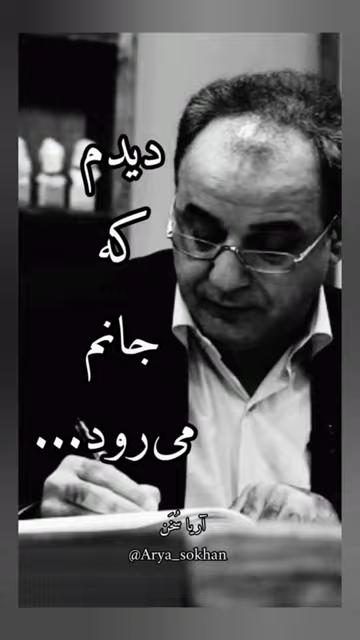 دیدم
که
جانم
می‌رود...
آریا سُخَن
@Arya_sokhan